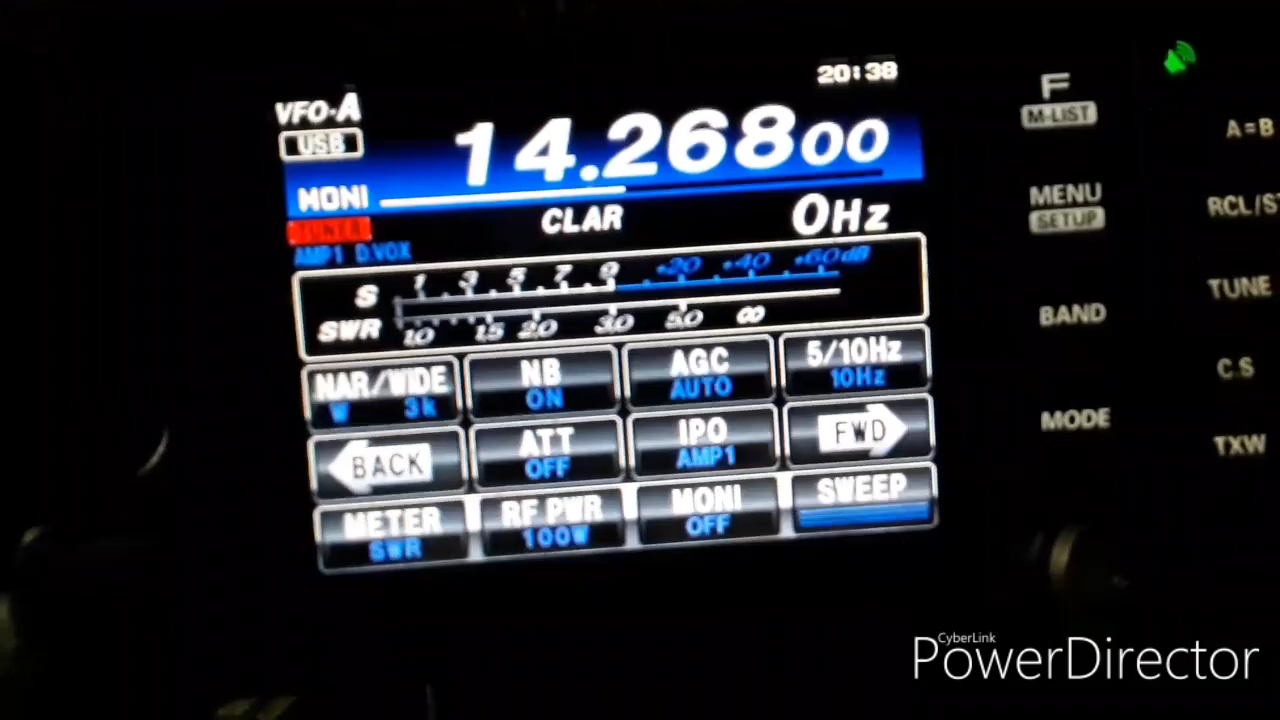 20:38
VFO-A
USB
14.26800
MONI
TUNER
CLAR
0Hz
AMP1 D.VOX
S
1 3 5 7 9 +20 +40 +60dB
SWR
1.0 1.5 2.0 3.0 5.0 ∞
NAR/WIDE
W 3k
NB
ON
AGC
AUTO
5/10Hz
10Hz
BACK
ATT
OFF
IPO
AMP1
FWD
METER
SWR
RF PWR
100W
MONI
OFF
SWEEP
F
M-LIST
MENU
SETUP
BAND
MODE
A=B
RCL/ST
TUNE
C.S
TXW
CyberLink
PowerDirector